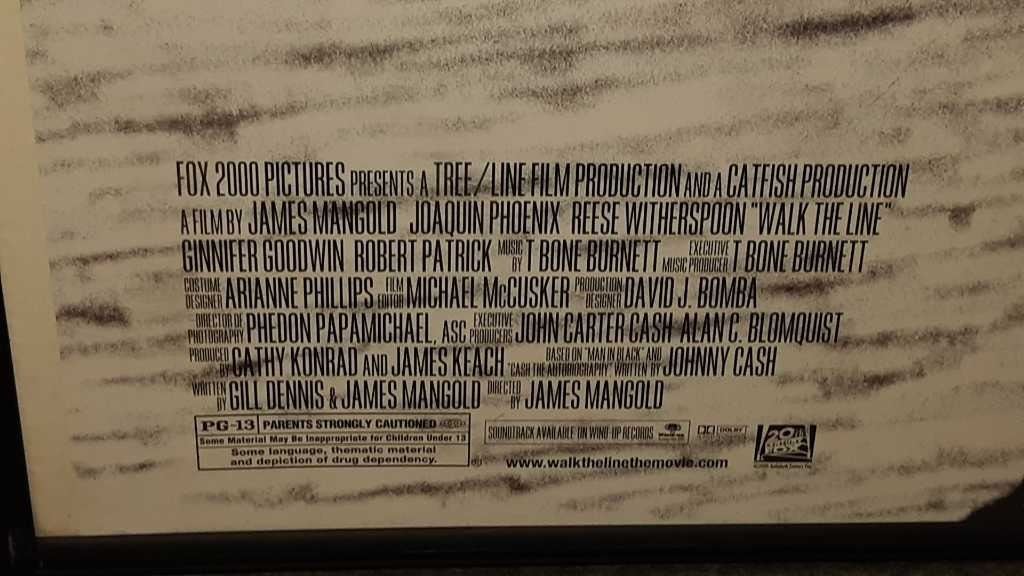 FOX 2000 PICTURES PRESENTS A TREE/LINE FILM PRODUCTION AND A CATFISH PRODUCTION
A FILM BY JAMES MANGOLD JOAQUIN PHOENIX REESE WITHERSPOON "WALK THE LINE"
GINNIFER GOODWIN ROBERT PATRICK MUSIC BY T BONE BURNETT EXECUTIVE MUSIC PRODUCER T BONE BURNETT
COSTUME DESIGNER ARIANNE PHILLIPS FILM EDITOR MICHAEL McCUSKER PRODUCTION DESIGNER DAVID J. BOMBA
DIRECTOR OF PHOTOGRAPHY PHEDON PAPAMICHAEL, ASC EXECUTIVE PRODUCERS JOHN CARTER CASH ALAN C. BLOMQUIST
PRODUCED BY CATHY KONRAD AND JAMES KEACH BASED ON "MAN IN BLACK" AND "CASH THE AUTOBIOGRAPHY" WRITTEN BY JOHNNY CASH
WRITTEN BY GILL DENNIS & JAMES MANGOLD DIRECTED BY JAMES MANGOLD
PG-13 PARENTS STRONGLY CAUTIONED
Some Material May Be Inappropriate for Children Under 13
Some language, thematic material
and depiction of drug dependency.
SOUNDTRACK AVAILABLE ON WIND-UP RECORDS
DOLBY
20th CENTURY FOX
www.walkthelinethemovie.com